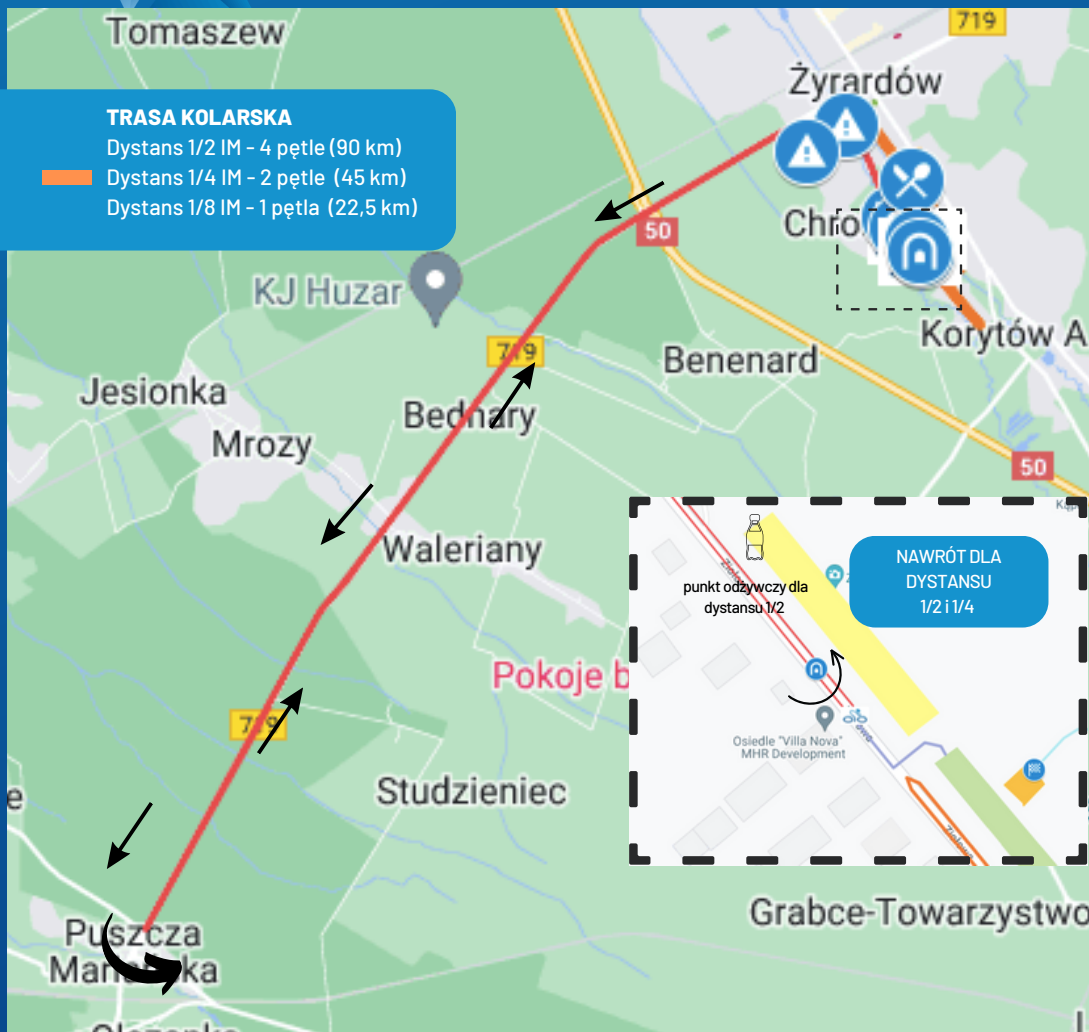 Tomaszew
719
Żyrardów
TRASA KOLARSKA
Dystans 1/2 IM - 4 pętle (90 km)
Dystans 1/4 IM - 2 pętle (45 km)
Dystans 1/8 IM - 1 pętla (22,5 km)
50
Chro
KJ Huzar
Korytów A
719
Benenard
Jesionka
Bednary
Mrozy
50
Waleriany
NAWRÓT DLA
DYSTANSU
1/2 i 1/4
punkt odżywczy dla
dystansu 1/2
Pokoje b
719
Osiedle "Villa Nova"
MHR Development
Studzieniec
e
Ziołowa
Grabce-Towarzystwo
Puszcza
Mariańska